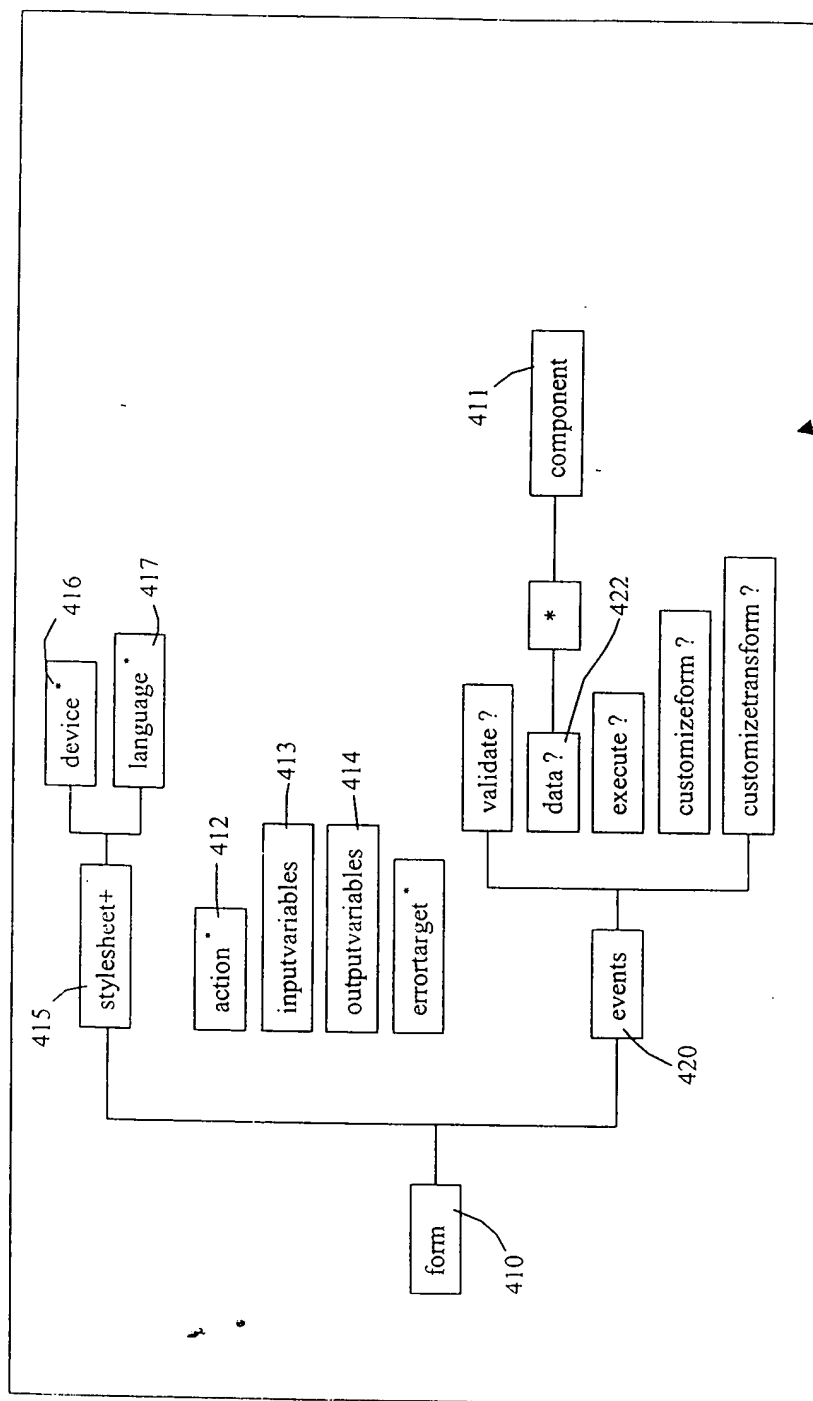 415
stylesheet+
device*
416
language*
417
action*
412
inputvariables
413
outputvariables
414
errortarget*
form
410
events
420
validate ?
data ?
422
*
component
411
execute ?
customizeform ?
customizetransform ?